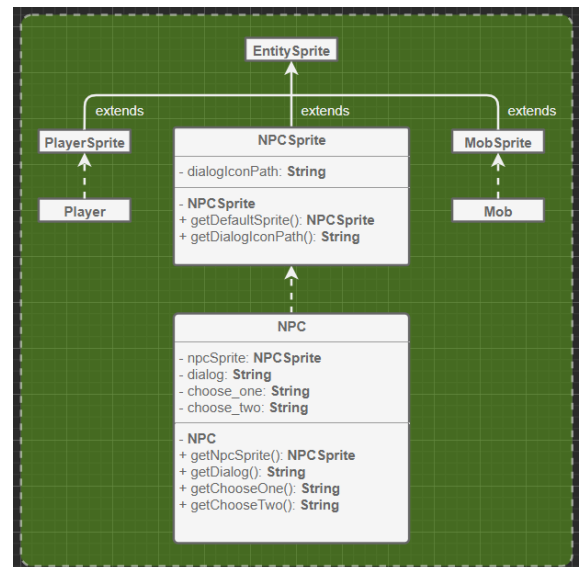 EntitySprite
extends
extends
extends
PlayerSprite
NPCSprite
MobSprite
- dialogIconPath: String
- NPCSprite
+ getDefaultSprite(): NPCSprite
+ getDialogIconPath(): String
Player
Mob
NPC
- npcSprite: NPCSprite
- dialog: String
- choose_one: String
- choose_two: String
- NPC
+ getNpcSprite(): NPCSprite
+ getDialog(): String
+ getChooseOne(): String
+ getChooseTwo(): String